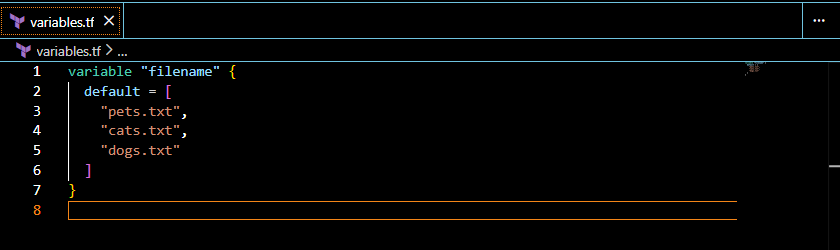 variables.tf ×
...
variables.tf > ...
1 variable "filename" {
2 default = [
3 "pets.txt",
4 "cats.txt",
5 "dogs.txt"
6 ]
7 }
8